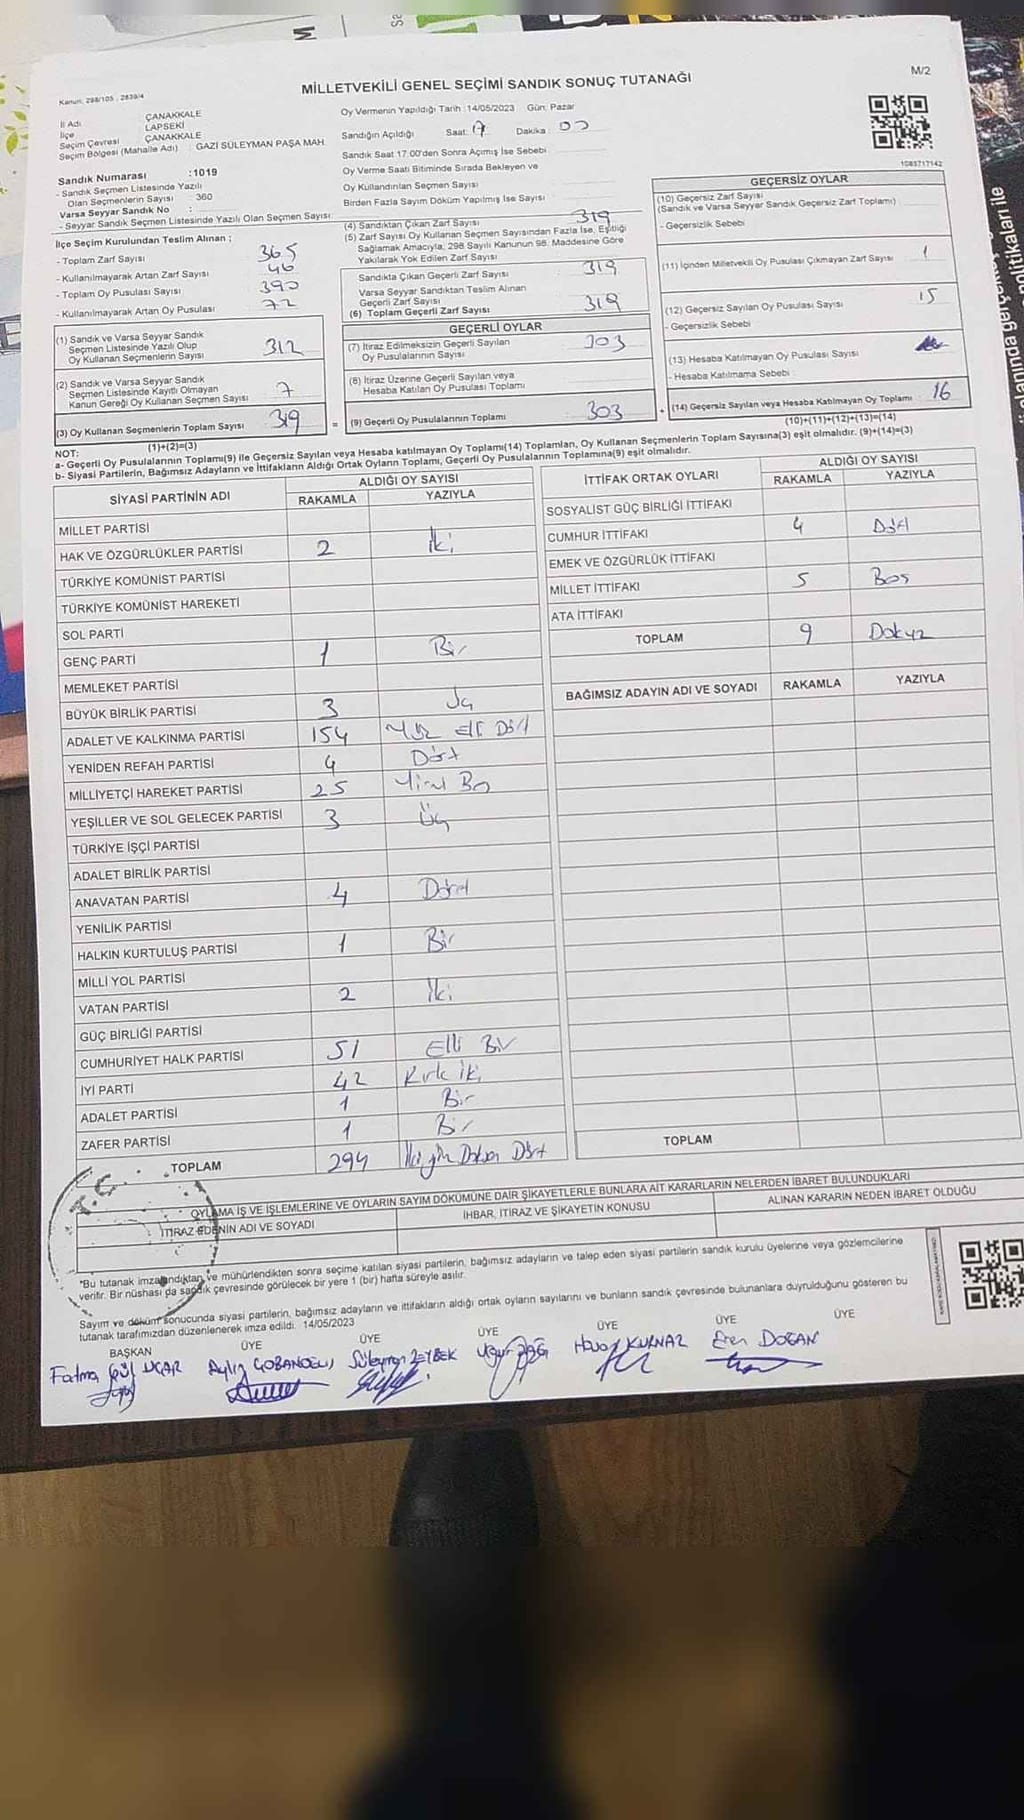 MİLLETVEKİLİ GENEL SEÇİMİ SANDIK SONUÇ TUTANAĞI
M/2
Kanun: 298/105, 2839/4
İl Adı ÇANAKKALE
İlçe LAPSEKİ
Seçim Çevresi ÇANAKKALE
Seçim Bölgesi (Mahalle Adı) : GAZİ SÜLEYMAN PAŞA MAH.
Sandık Numarası :1019
- Sandık Seçmen Listesinde Yazılı
Olan Seçmenlerin Sayısı : 360
Varsa Seyyar Sandık No :
- Seyyar Sandık Seçmen Listesinde Yazılı Olan Seçmen Sayısı:
Oy Vermenin Yapıldığı Tarih :14/05/2023 Gün: Pazar
Sandığın Açıldığı Saat: 17 Dakika: 00
Sandık Saat 17.00'den Sonra Açımış İse Sebebi
Oy Verme Saati Bitiminde Sırada Bekleyen ve
Oy Kullandırılan Seçmen Sayısı
Birden Fazla Sayım Döküm Yapılmış İse Sayısı
1085717142
İlçe Seçim Kurulundan Teslim Alınan ;
- Toplam Zarf Sayısı 365
- Kullanılmayarak Artan Zarf Sayısı 46
- Toplam Oy Pusulası Sayısı 390
- Kullanılmayarak Artan Oy Pusulası 72
(1) Sandık ve Varsa Seyyar Sandık
Seçmen Listesinde Yazılı Olup
Oy Kullanan Seçmenlerin Sayısı 312
(2) Sandık ve Varsa Seyyar Sandık
Seçmen Listesinde Kayıtlı Olmayan
Kanun Gereği Oy Kullanan Seçmen Sayısı 7
(3) Oy Kullanan Seçmenlerin Toplam Sayısı 319
(1)+(2)=(3)
(4) Sandıktan Çıkan Zarf Sayısı 319
(5) Zarf Sayısı Oy Kullanan Seçmen Sayısından Fazla İse, Eşitliği
Sağlamak Amacıyla; 298 Sayılı Kanunun 98. Maddesine Göre
Yakılarak Yok Edilen Zarf Sayısı
Sandıkta Çıkan Geçerli Zarf Sayısı 319
Varsa Seyyar Sandıktan Teslim Alınan
Geçerli Zarf Sayısı
(6) Toplam Geçerli Zarf Sayısı 319
GEÇERLİ OYLAR
(7) İtiraz Edilmeksizin Geçerli Sayılan
Oy Pusulalarının Sayısı 303
(8) İtiraz Üzerine Geçerli Sayılan veya
Hesaba Katılan Oy Pusulası Toplamı
= (9) Geçerli Oy Pusulalarının Toplamı 303
GEÇERSİZ OYLAR
(10) Geçersiz Zarf Sayısı
(Sandık ve Varsa Seyyar Sandık Geçersiz Zarf Toplamı)
- Geçersizlik Sebebi
(11) İçinden Milletvekili Oy Pusulası Çıkmayan Zarf Sayısı 1
(12) Geçersiz Sayılan Oy Pusulası Sayısı 15
- Geçersizlik Sebebi
(13) Hesaba Katılmayan Oy Pusulası Sayısı
- Hesaba Katılmama Sebebi
+ (14) Geçersiz Sayılan veya Hesaba Katılmayan Oy Toplamı 16
(10)+(11)+(12)+(13)=(14)
NOT:
a- Geçerli Oy Pusulalarının Toplamı(9) ile Geçersiz Sayılan veya Hesaba katılmayan Oy Toplamı(14) Toplamları, Oy Kullanan Seçmenlerin Toplam Sayısına(3) eşit olmalıdır. (9)+(14)=(3)
b- Siyasi Partilerin, Bağımsız Adayların ve İttifakların Aldığı Ortak Oyların Toplamı, Geçerli Oy Pusulalarının Toplamına(9) eşit olmalıdır.
SİYASİ PARTİNİN ADI ALDIĞI OY SAYISI
RAKAMLA YAZIYLA
MİLLET PARTİSİ
HAK VE ÖZGÜRLÜKLER PARTİSİ 2 İki
TÜRKİYE KOMÜNİST PARTİSİ
TÜRKİYE KOMÜNİST HAREKETİ
SOL PARTİ
GENÇ PARTİ 1 Bir
MEMLEKET PARTİSİ
BÜYÜK BİRLİK PARTİSİ 3 Üç
ADALET VE KALKINMA PARTİSİ 154 Yüz Elli Dört
YENİDEN REFAH PARTİSİ 4 Dört
MİLLİYETÇİ HAREKET PARTİSİ 25 Yirmi Beş
YEŞİLLER VE SOL GELECEK PARTİSİ 3 Üç
TÜRKİYE İŞÇİ PARTİSİ
ADALET BİRLİK PARTİSİ
ANAVATAN PARTİSİ 4 Dört
YENİLİK PARTİSİ
HALKIN KURTULUŞ PARTİSİ 1 Bir
MİLLİ YOL PARTİSİ
VATAN PARTİSİ 2 İki
GÜÇ BİRLİĞİ PARTİSİ
CUMHURİYET HALK PARTİSİ 51 Elli Bir
İYİ PARTİ 42 Kırk iki
ADALET PARTİSİ 1 Bir
ZAFER PARTİSİ 1 Bir
TOPLAM 294 İkiyüz Doksan Dört
İTTİFAK ORTAK OYLARI ALDIĞI OY SAYISI
RAKAMLA YAZIYLA
SOSYALİST GÜÇ BİRLİĞİ İTTİFAKI
CUMHUR İTTİFAKI 4 Dört
EMEK VE ÖZGÜRLÜK İTTİFAKI
MİLLET İTTİFAKI 5 Beş
ATA İTTİFAKI
TOPLAM 9 Dokuz
BAĞIMSIZ ADAYIN ADI VE SOYADI RAKAMLA YAZIYLA
TOPLAM
T.C.
OYLAMA İŞ VE İŞLEMLERİNE VE OYLARIN SAYIM DÖKÜMÜNE DAİR ŞİKAYETLERLE BUNLARA AİT KARARLARIN NELERDEN İBARET BULUNDUKLARI
İTİRAZ EDENİN ADI VE SOYADI İHBAR, İTİRAZ VE ŞİKAYETİN KONUSU ALINAN KARARIN NEDEN İBARET OLDUĞU
*Bu tutanak imzalandıktan ve mühürlendikten sonra seçime katılan siyasi partilerin, bağımsız adayların ve talep eden siyasi partilerin sandık kurulu üyelerine veya gözlemcilerine
verilir. Bir nüshası da sandık çevresinde görülecek bir yere 1 (bir) hafta süreyle asılır.
Sayım ve döküm sonucunda siyasi partilerin, bağımsız adayların ve ittifakların aldığı ortak oyların sayılarını ve bunların sandık çevresinde bulunanlara duyrulduğunu gösteren bu
tutanak tarafımızdan düzenlenerek imza edildi. 14/05/2023
BAŞKAN ÜYE ÜYE ÜYE ÜYE ÜYE ÜYE
Fatma Gül UÇAR Aylin ÇOBANOĞLU Süleyman ZEYBEK Uğur Hava KURNAZ Eren DOĞAN
politikaları ile